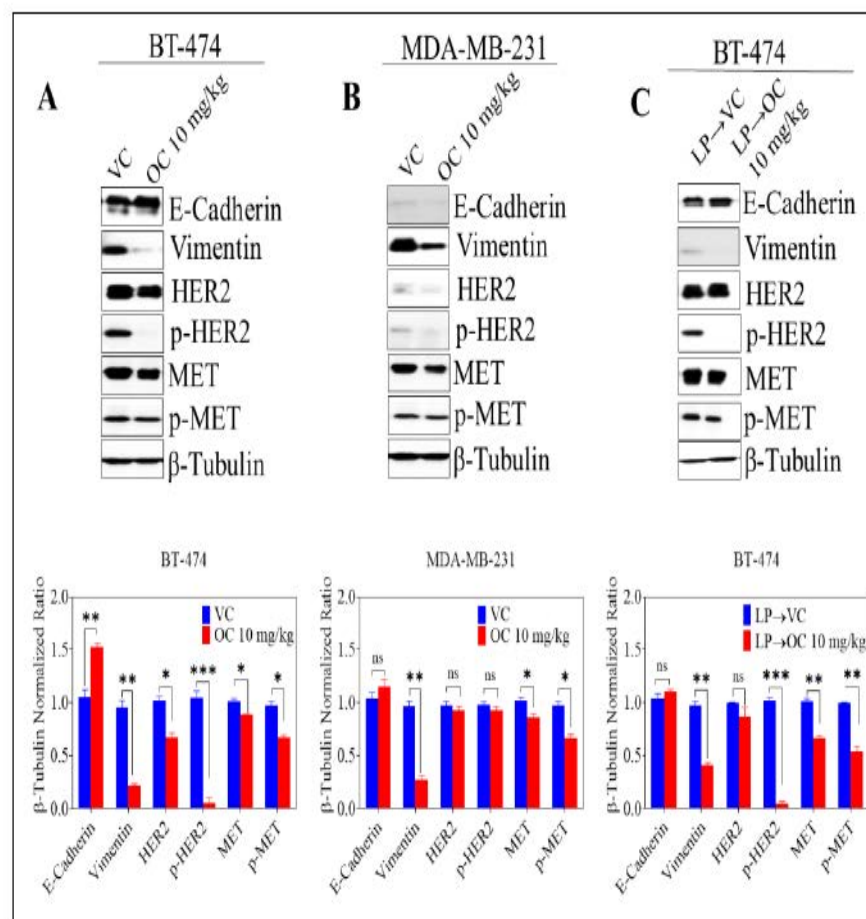 BT-474
A
VC
OC 10 mg/kg
E-Cadherin
Vimentin
HER2
p-HER2
MET
p-MET
β-Tubulin
MDA-MB-231
B
VC
OC 10 mg/kg
E-Cadherin
Vimentin
HER2
p-HER2
MET
p-MET
β-Tubulin
BT-474
C
LP→VC
LP→OC
10 mg/kg
E-Cadherin
Vimentin
HER2
p-HER2
MET
p-MET
β-Tubulin
BT-474
β-Tubulin Normalized Ratio
2.0
1.5
1.0
0.5
0.0
VC
OC 10 mg/kg
**
**
*
***
*
*
E-Cadherin
Vimentin
HER2
p-HER2
MET
p-MET
MDA-MB-231
β-Tubulin Normalized Ratio
2.0
1.5
1.0
0.5
0.0
VC
OC 10 mg/kg
ns
**
ns
ns
*
*
E-Cadherin
Vimentin
HER2
p-HER2
MET
p-MET
BT-474
β-Tubulin Normalized Ratio
2.0
1.5
1.0
0.5
0.0
LP→VC
LP→OC 10 mg/kg
ns
**
ns
***
**
**
E-Cadherin
Vimentin
HER2
p-HER2
MET
p-MET